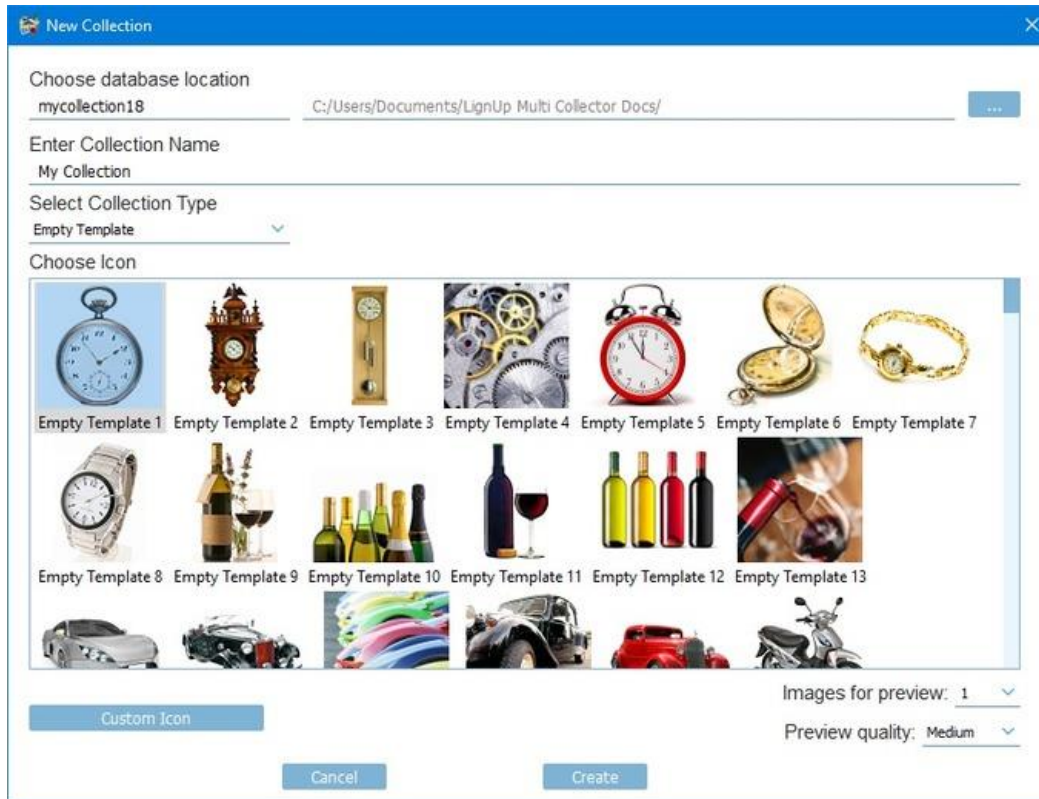 New Collection
Choose database location
mycollection18 C:/Users/Documents/LignUp Multi Collector Docs/ ...
Enter Collection Name
My Collection
Select Collection Type
Empty Template
Choose Icon
Empty Template 1 Empty Template 2 Empty Template 3 Empty Template 4 Empty Template 5 Empty Template 6 Empty Template 7
Empty Template 8 Empty Template 9 Empty Template 10 Empty Template 11 Empty Template 12 Empty Template 13
Images for preview: 1
Custom Icon
Preview quality: Medium
Cancel Create